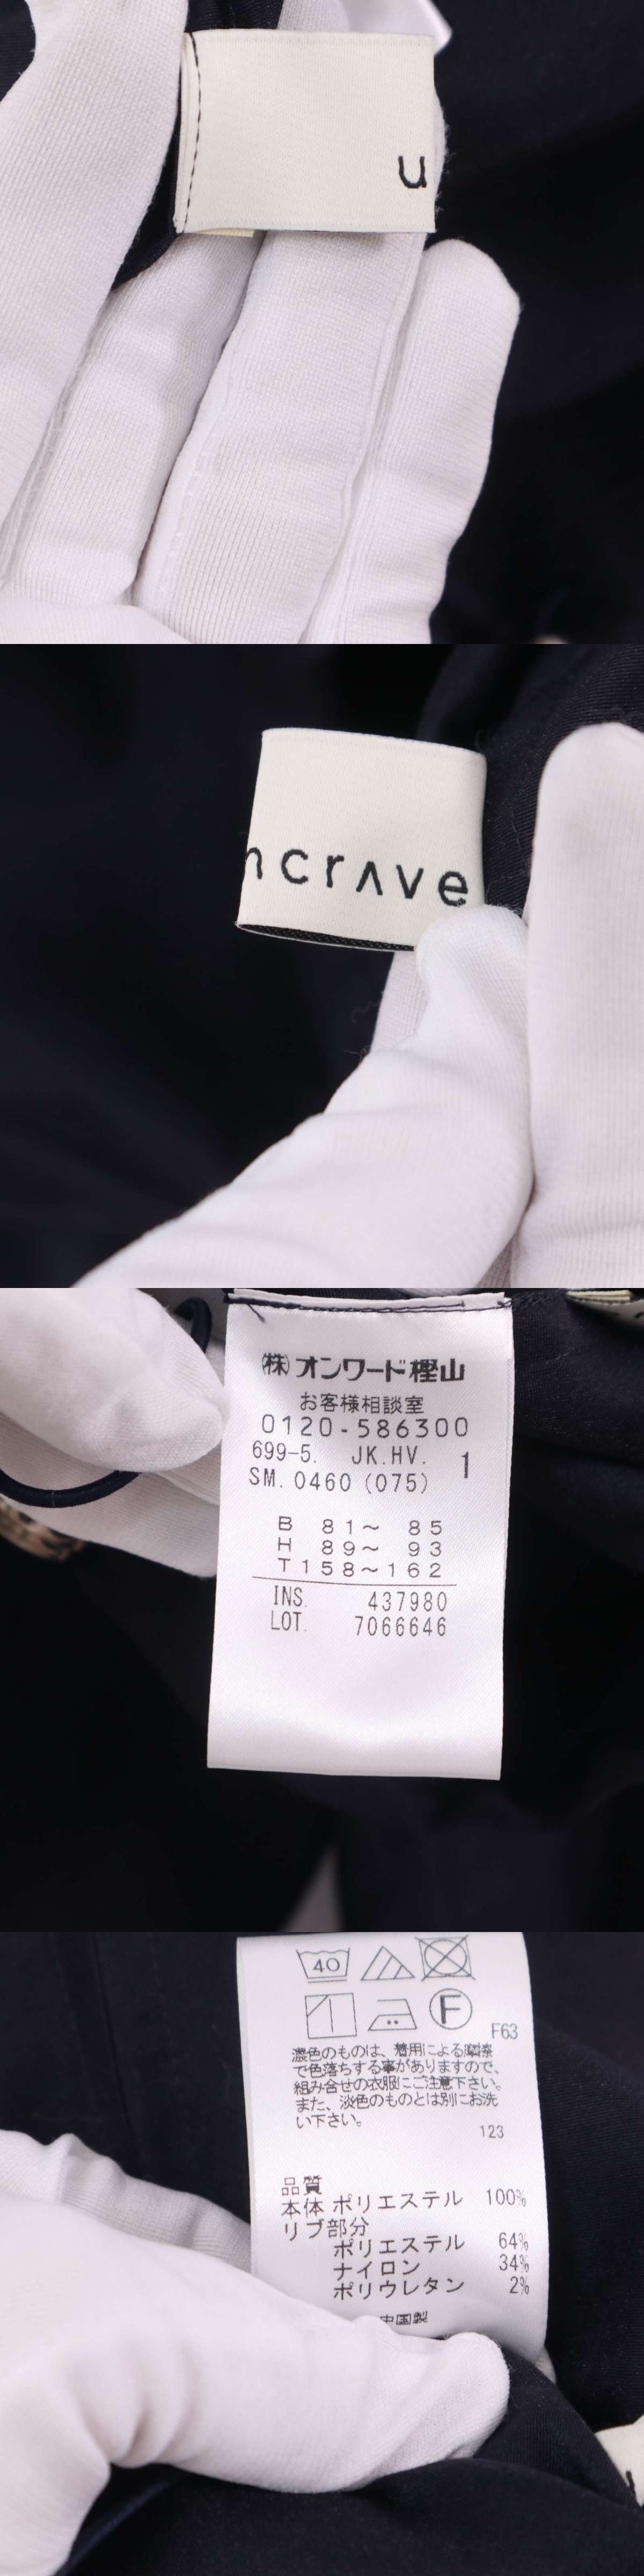 u
ncrʌve
㈱オンワード樫山
お客様相談室
0120-586300
699-5. JK.HV. 1
SM.0460(075)
B 81~ 85
H 89~ 93
T158~162
INS. 437980
LOT. 7066646
40
F
F63
濃色のものは、着用による摩擦
で色落ちする事がありますので、
組み合せの衣服にご注意下さい。
また、淡色のものとは別にお洗
い下さい。
123
品質
本体 ポリエステル 100%
リブ部分
ポリエステル 64%
ナイロン 34%
ポリウレタン 2%
中国製